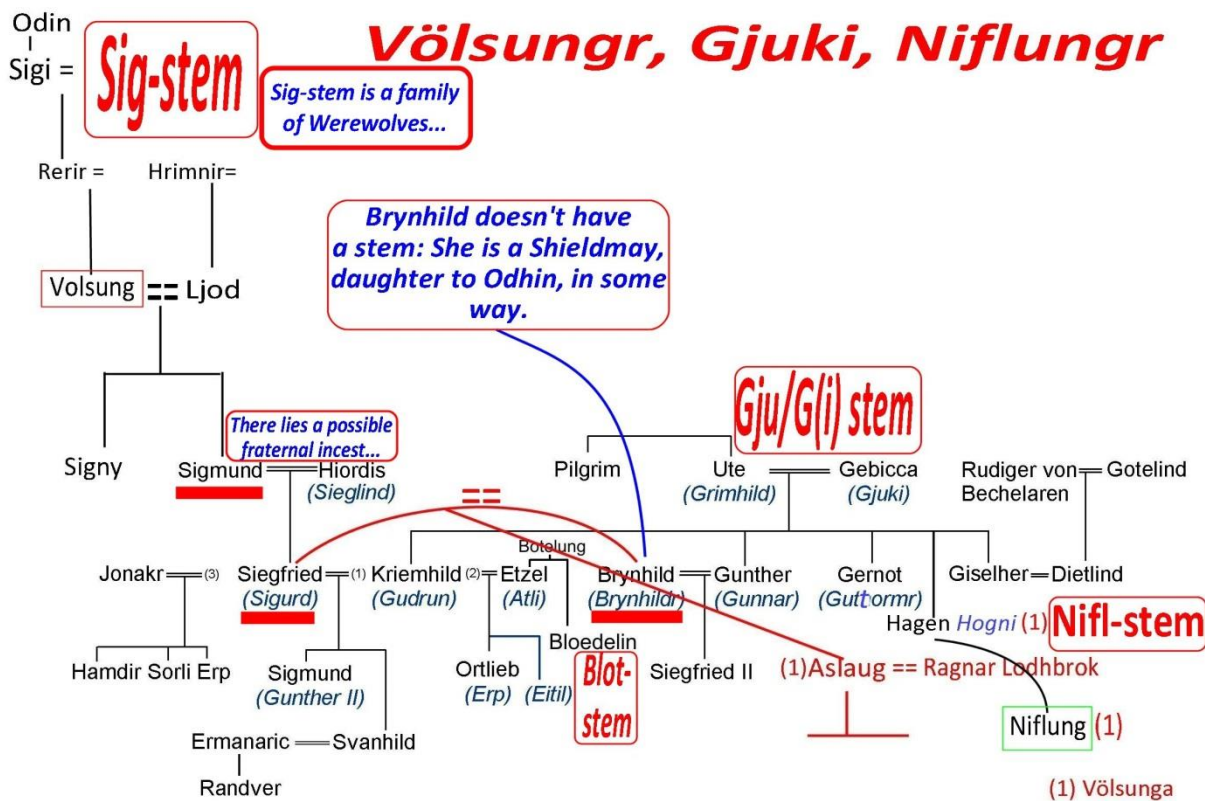 Odin
Völsungr, Gjuki, Niflungr
Sigi =
Sig-stem
Sig-stem is a family
of Werewolves...
Rerir =
Hrimnir=
Brynhild doesn't have
a stem: She is a Shieldmay,
daughter to Odhin, in some
way.
Volsung == Ljod
Gju/G(i) stem
There lies a possible
fraternal incest...
Signy
Sigmund
Hiordis
(Sieglind)
Pilgrim
Ute
(Grimhild)
Gebicca
(Gjuki)
Rudiger von
Bechelaren
Gotelind
==
Botelung
Jonakr
(3)
Siegfried
(Sigurd)
(1)
Kriemhild
(Gudrun)
(2)
Etzel
(Atli)
Brynhild
(Brynhildr)
Gunther
(Gunnar)
Gernot
(Guttormr)
Giselher
Dietlind
Hagen Hogni (1)
Nifl-stem
Bloedelin
Hamdir Sorli Erp
Sigmund
(Gunther II)
Ortlieb
(Erp)
(Eitil)
Blot-
stem
Siegfried II
(1) Aslaug == Ragnar Lodhbrok
Niflung (1)
Ermanaric
Svanhild
Randver
(1) Völsunga